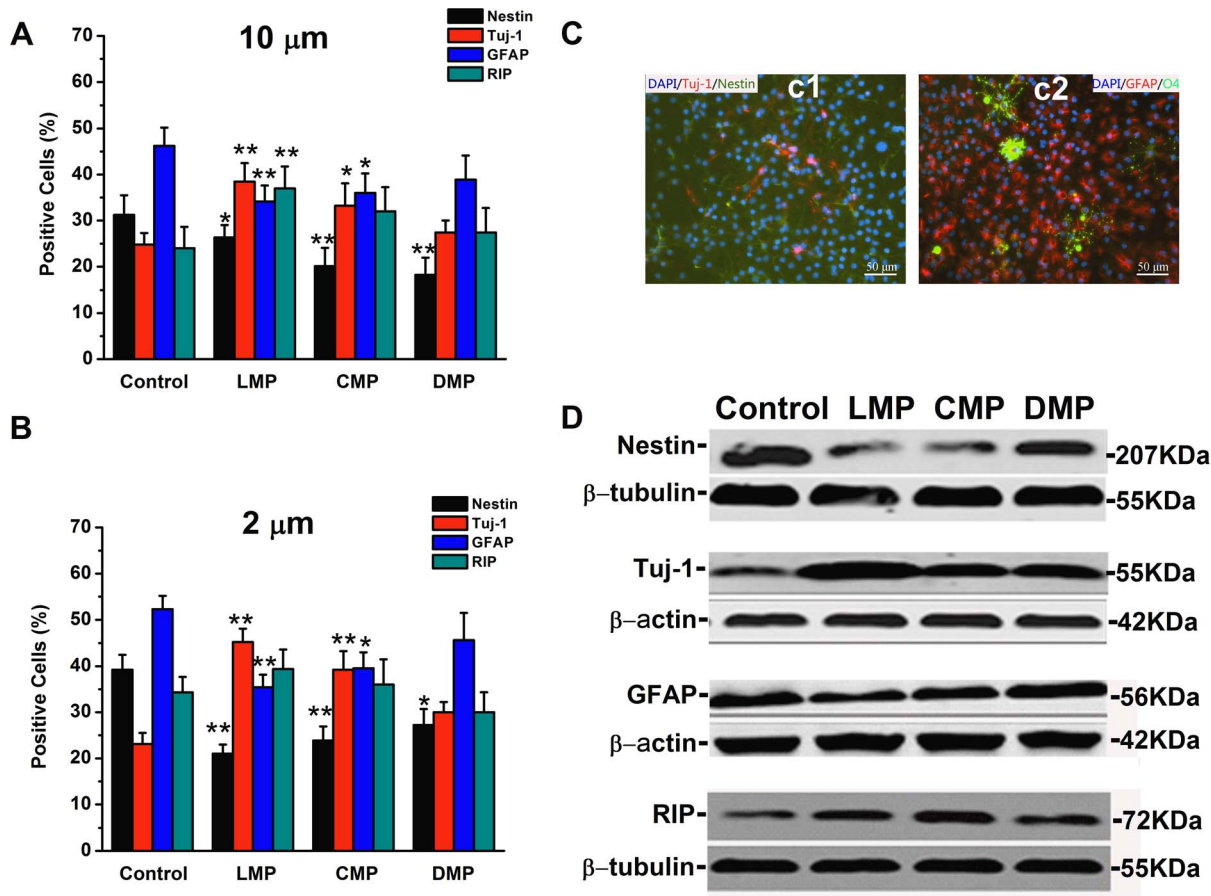 A
10 μm
Nestin
Tuj-1
GFAP
RIP
Positive Cells (%)
70
60
50
40
30
20
10
0
*
**
**
**
**
*
*
**
Control
LMP
CMP
DMP
B
2 μm
Nestin
Tuj-1
GFAP
RIP
Positive Cells (%)
70
60
50
40
30
20
10
0
**
**
**
**
**
*
*
Control
LMP
CMP
DMP
C
DAPI/Tuj-1/Nestin
c1
50 μm
c2
DAPI/GFAP/O4
50 μm
D
Control LMP CMP DMP
Nestin- -207KDa
β-tubulin- -55KDa
Tuj-1- -55KDa
β-actin- -42KDa
GFAP- -56KDa
β-actin- -42KDa
RIP- -72KDa
β-tubulin- -55KDa